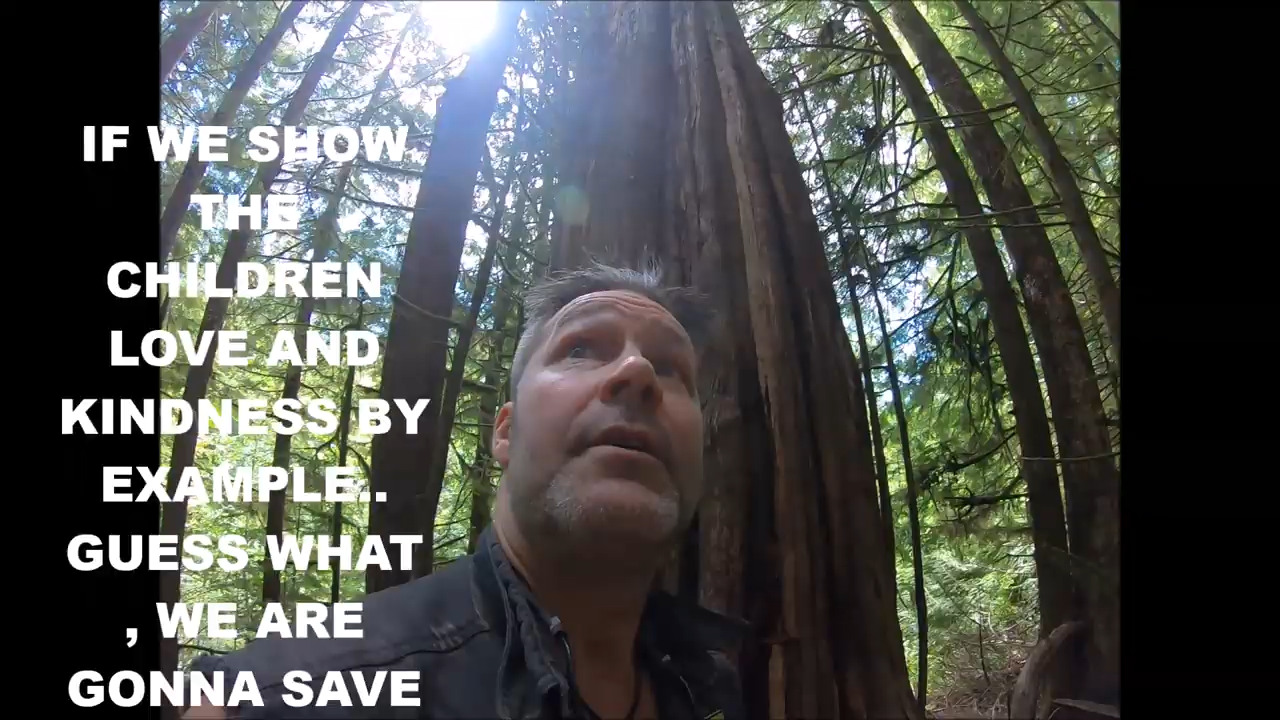 IF WE SHOW
THE
CHILDREN
LOVE AND
KINDNESS BY
EXAMPLE..
GUESS WHAT
, WE ARE
GONNA SAVE